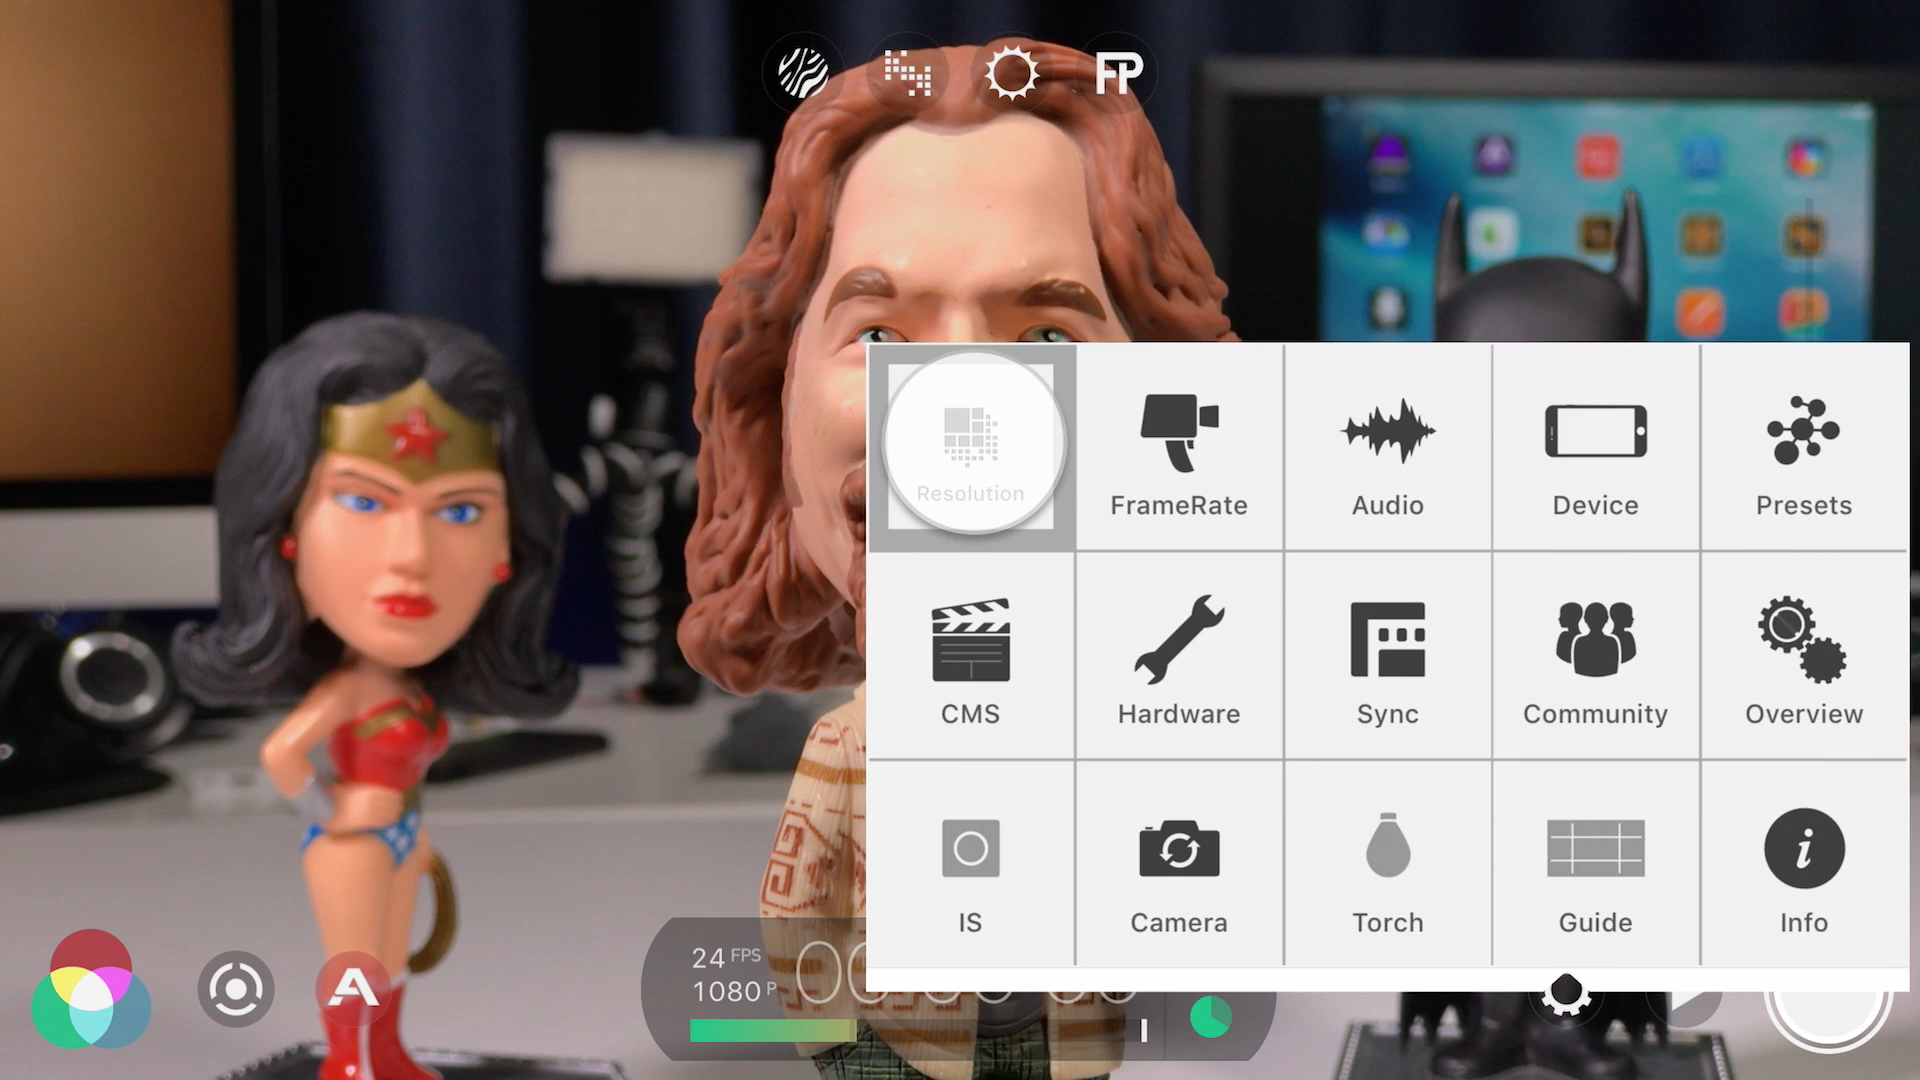 FP
Resolution
FrameRate
Audio
Device
Presets
CMS
Hardware
Sync
Community
Overview
IS
Camera
Torch
Guide
Info
A
24 FPS
1080 P